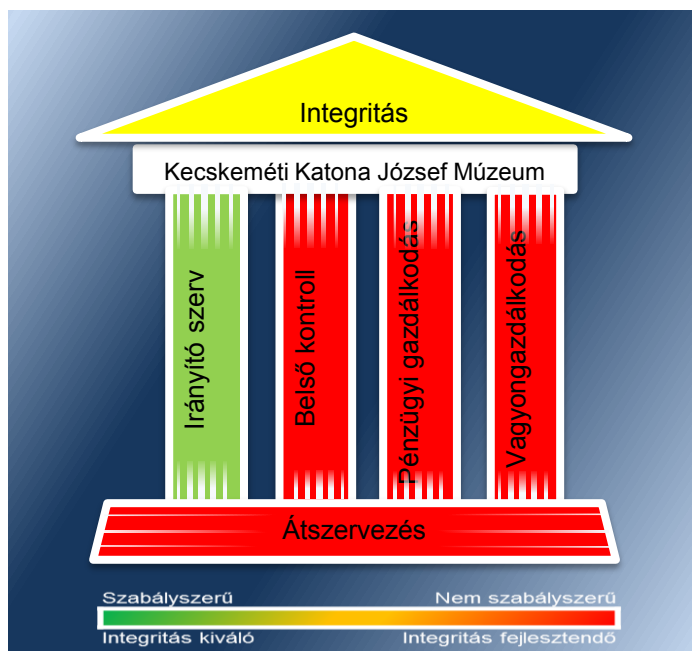 Integritás
Kecskeméti Katona József Múzeum
Irányító szerv
Belső kontroll
Pénzügyi gazdálkodás
Vagyongazdálkodás
Átszervezés
Szabályszerű
Nem szabályszerű
Integritás kiváló
Integritás fejlesztendő